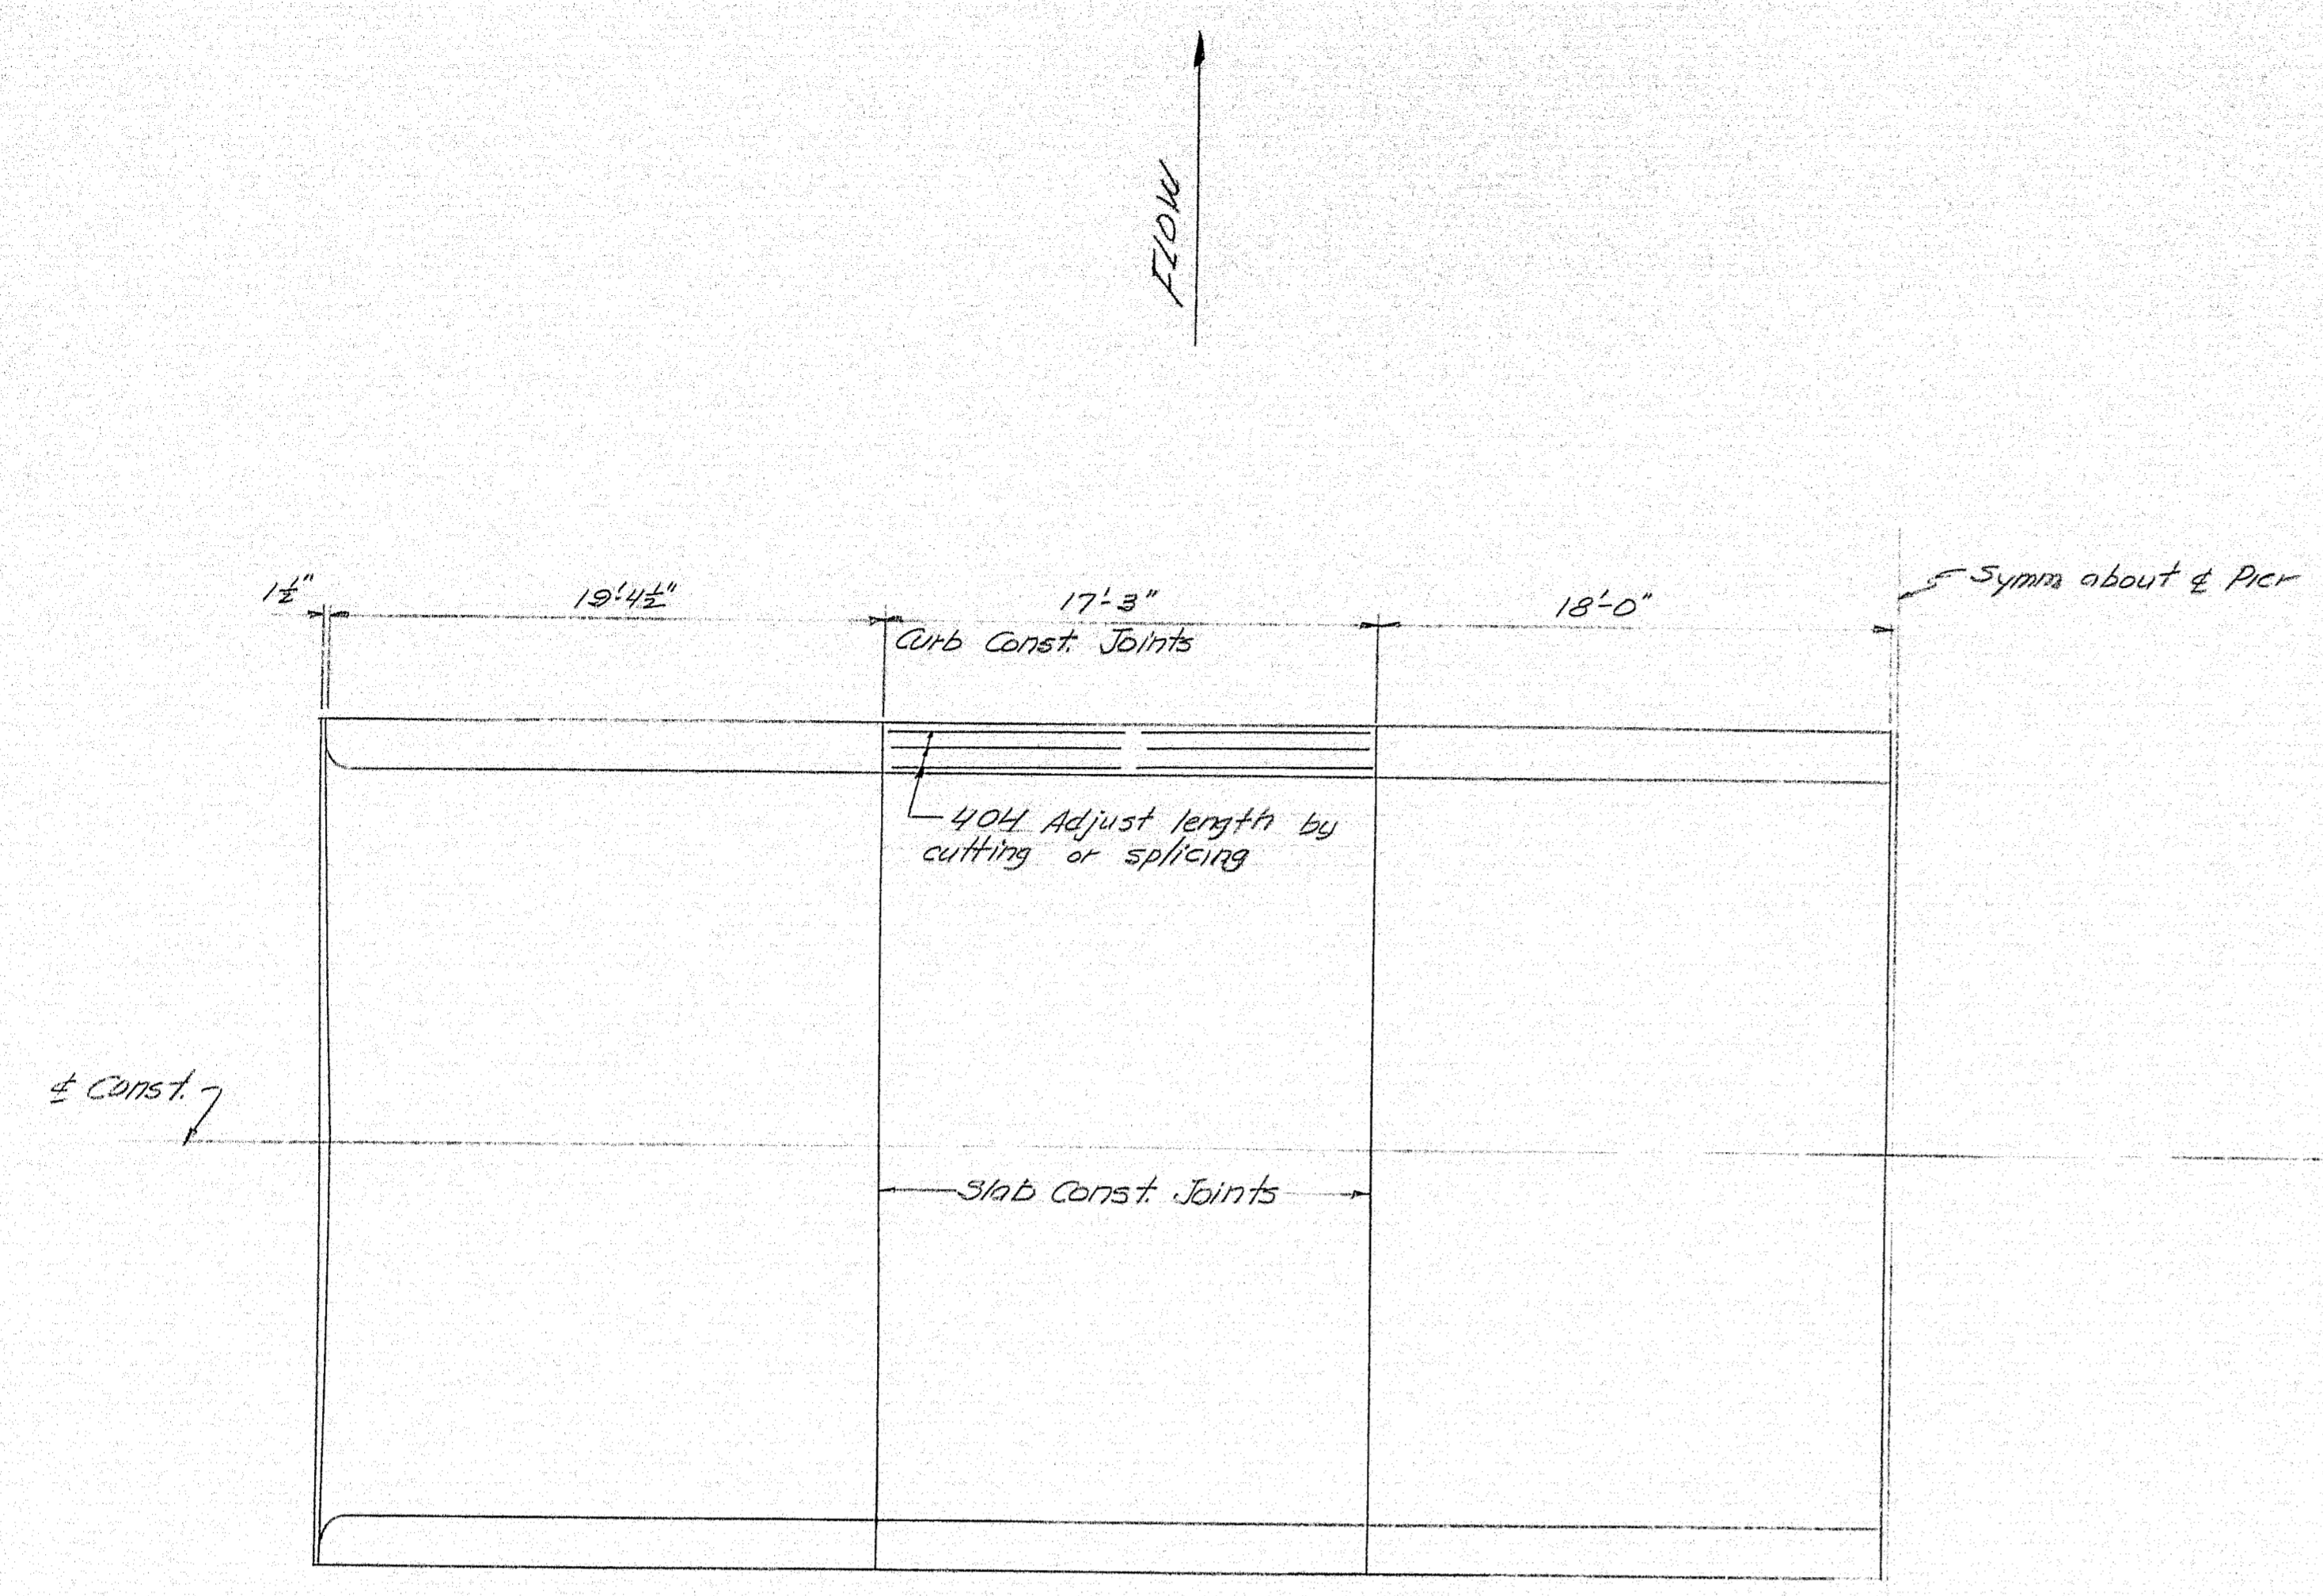 FLOW
1½" 19'-4½" 17'-3" 18'-0" Symm about ℄ Pier
Curb Const. Joints
404 Adjust length by
cutting or splicing
℄ Const.
Slab Const. Joints